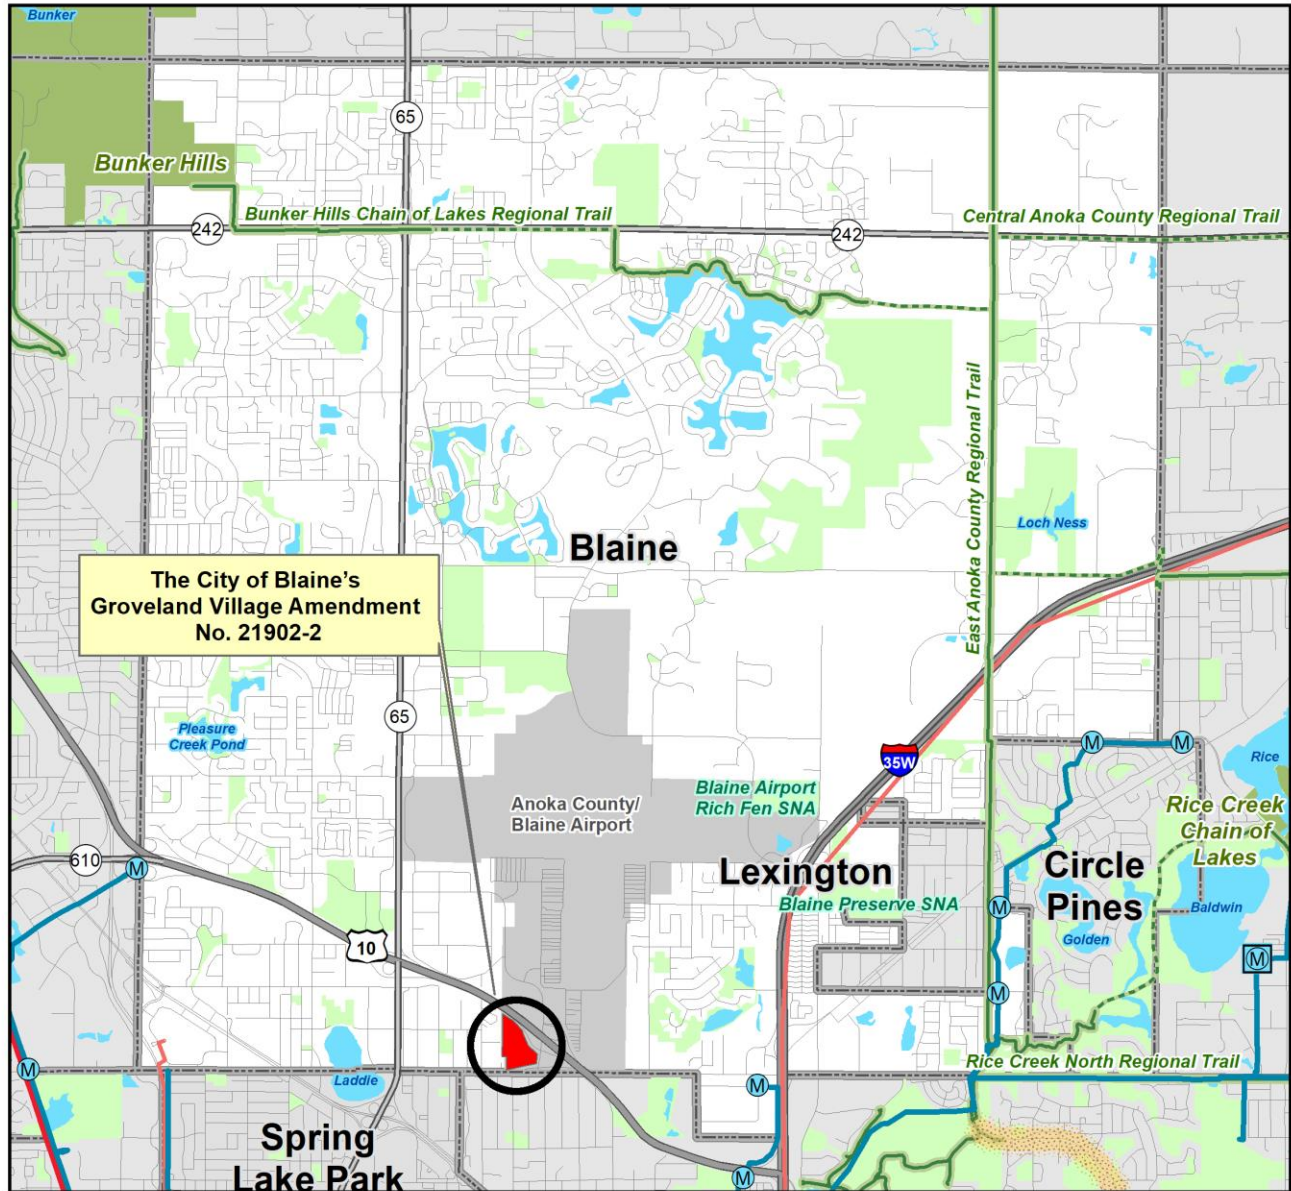 Bunker
65
Bunker Hills
Bunker Hills Chain of Lakes Regional Trail
Central Anoka County Regional Trail
242
242
East Anoka County Regional Trail
Loch Ness
Blaine
The City of Blaine's
Groveland Village Amendment
No. 21902-2
Pleasure
Creek Pond
65
35W
M
M
Rice
Anoka County/
Blaine Airport
Blaine Airport
Rich Fen SNA
Rice Creek
Chain of
Lakes
610
M
Lexington
Circle
Pines
Blaine Preserve SNA
M
Baldwin
Golden
10
M
M
Rice Creek North Regional Trail
M
Laddie
M
Spring
Lake Park
M